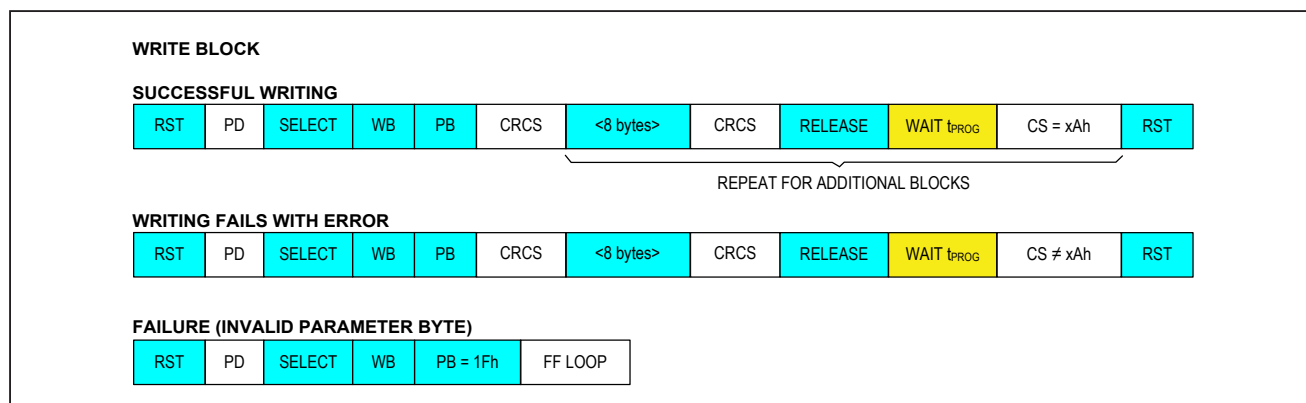 WRITE BLOCK
SUCCESSFUL WRITING
RST PD SELECT WB PB CRCS <8 bytes> CRCS RELEASE WAIT tPROG CS = xAh RST
REPEAT FOR ADDITIONAL BLOCKS
WRITING FAILS WITH ERROR
RST PD SELECT WB PB CRCS <8 bytes> CRCS RELEASE WAIT tPROG CS ≠ xAh RST
FAILURE (INVALID PARAMETER BYTE)
RST PD SELECT WB PB = 1Fh FF LOOP